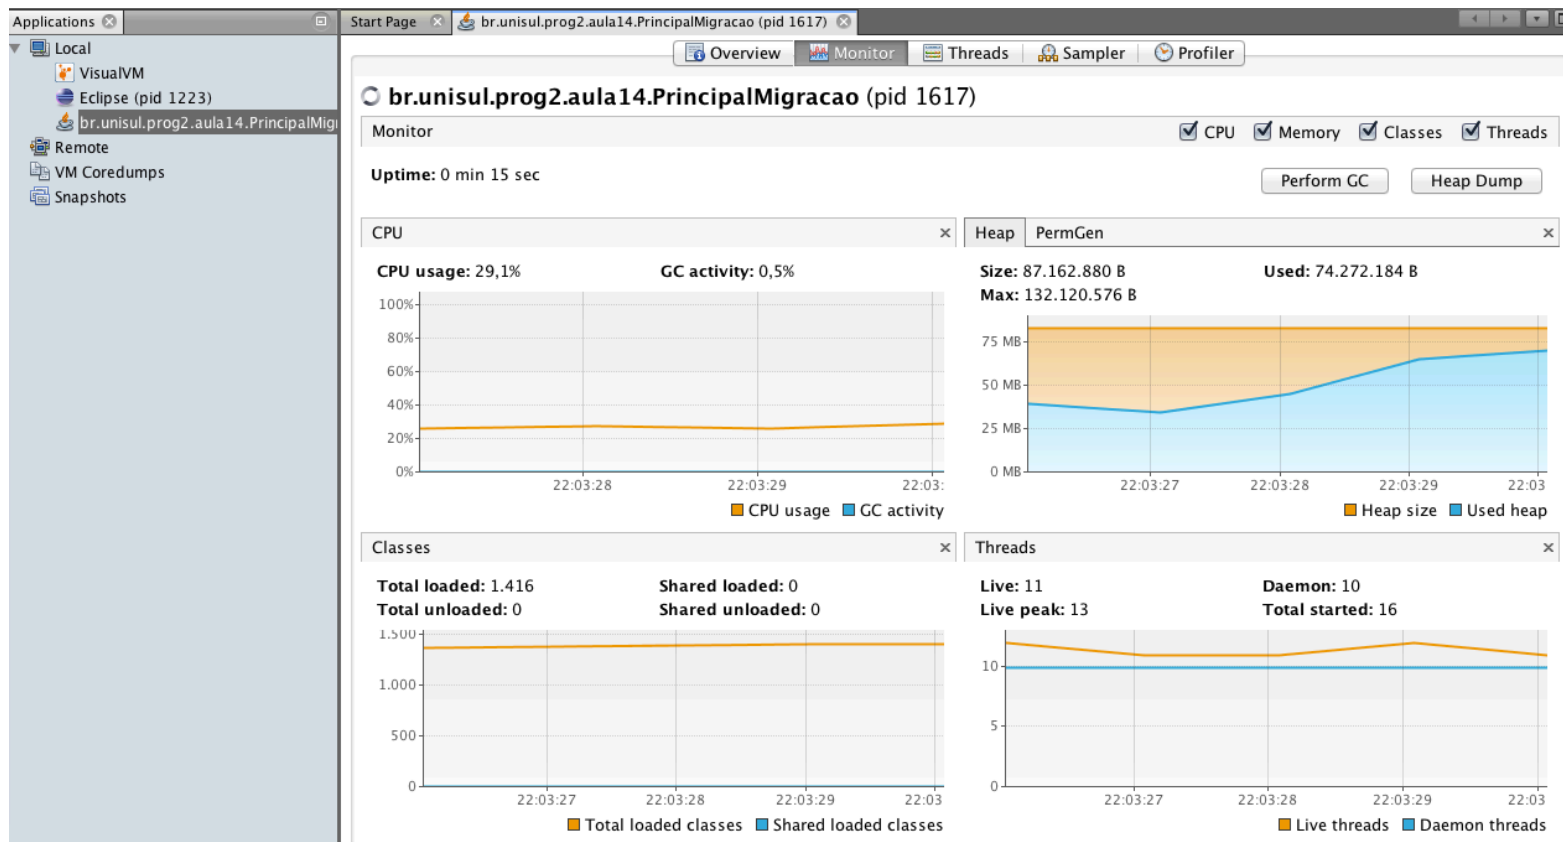 Applications
Start Page
br.unisul.prog2.aula14.PrincipalMigracao (pid 1617)
Local
VisualVM
Eclipse (pid 1223)
br.unisul.prog2.aula14.PrincipalMigr
Remote
VM Coredumps
Snapshots
Overview Monitor Threads Sampler Profiler
br.unisul.prog2.aula14.PrincipalMigracao (pid 1617)
Monitor
CPU Memory Classes Threads
Uptime: 0 min 15 sec
Perform GC Heap Dump
CPU
CPU usage: 29,1% GC activity: 0,5%
100%
80%
60%
40%
20%
0%
22:03:28 22:03:29 22:03:
CPU usage GC activity
Heap PermGen
Size: 87.162.880 B Used: 74.272.184 B
Max: 132.120.576 B
75 MB
50 MB
25 MB
0 MB
22:03:27 22:03:28 22:03:29 22:03
Heap size Used heap
Classes
Total loaded: 1.416 Shared loaded: 0
Total unloaded: 0 Shared unloaded: 0
1.500
1.000
500
0
22:03:27 22:03:28 22:03:29 22:03
Total loaded classes Shared loaded classes
Threads
Live: 11 Daemon: 10
Live peak: 13 Total started: 16
10
5
0
22:03:27 22:03:28 22:03:29 22:03
Live threads Daemon threads